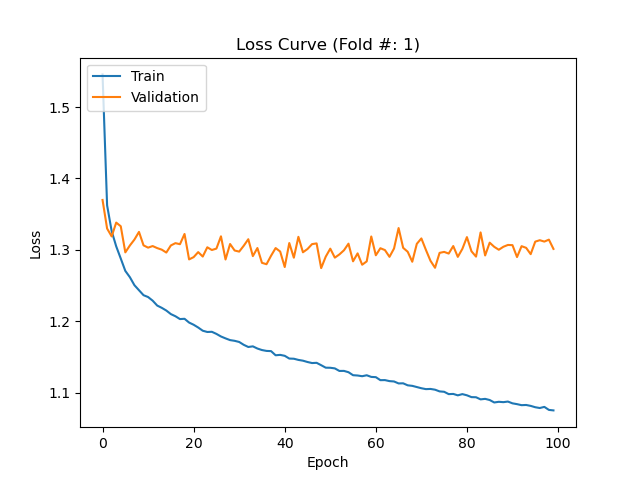 Loss Curve (Fold #: 1)
Train
Validation
1.5
1.4
1.3
1.2
1.1
Loss
0 20 40 60 80 100
Epoch